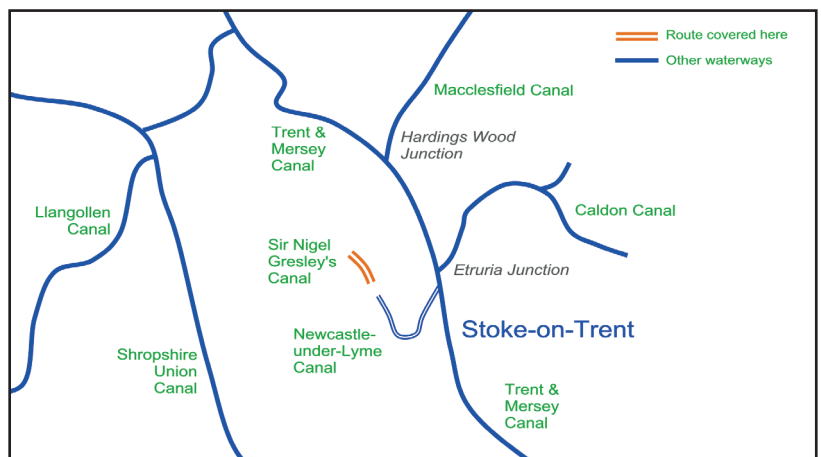 Route covered here
Other waterways
Macclesfield Canal
Trent &
Mersey
Canal
Hardings Wood
Junction
Llangollen
Canal
Caldon Canal
Sir Nigel
Gresley's
Canal
Etruria Junction
Stoke-on-Trent
Newcastle-
under-Lyme
Canal
Shropshire
Union
Canal
Trent &
Mersey
Canal